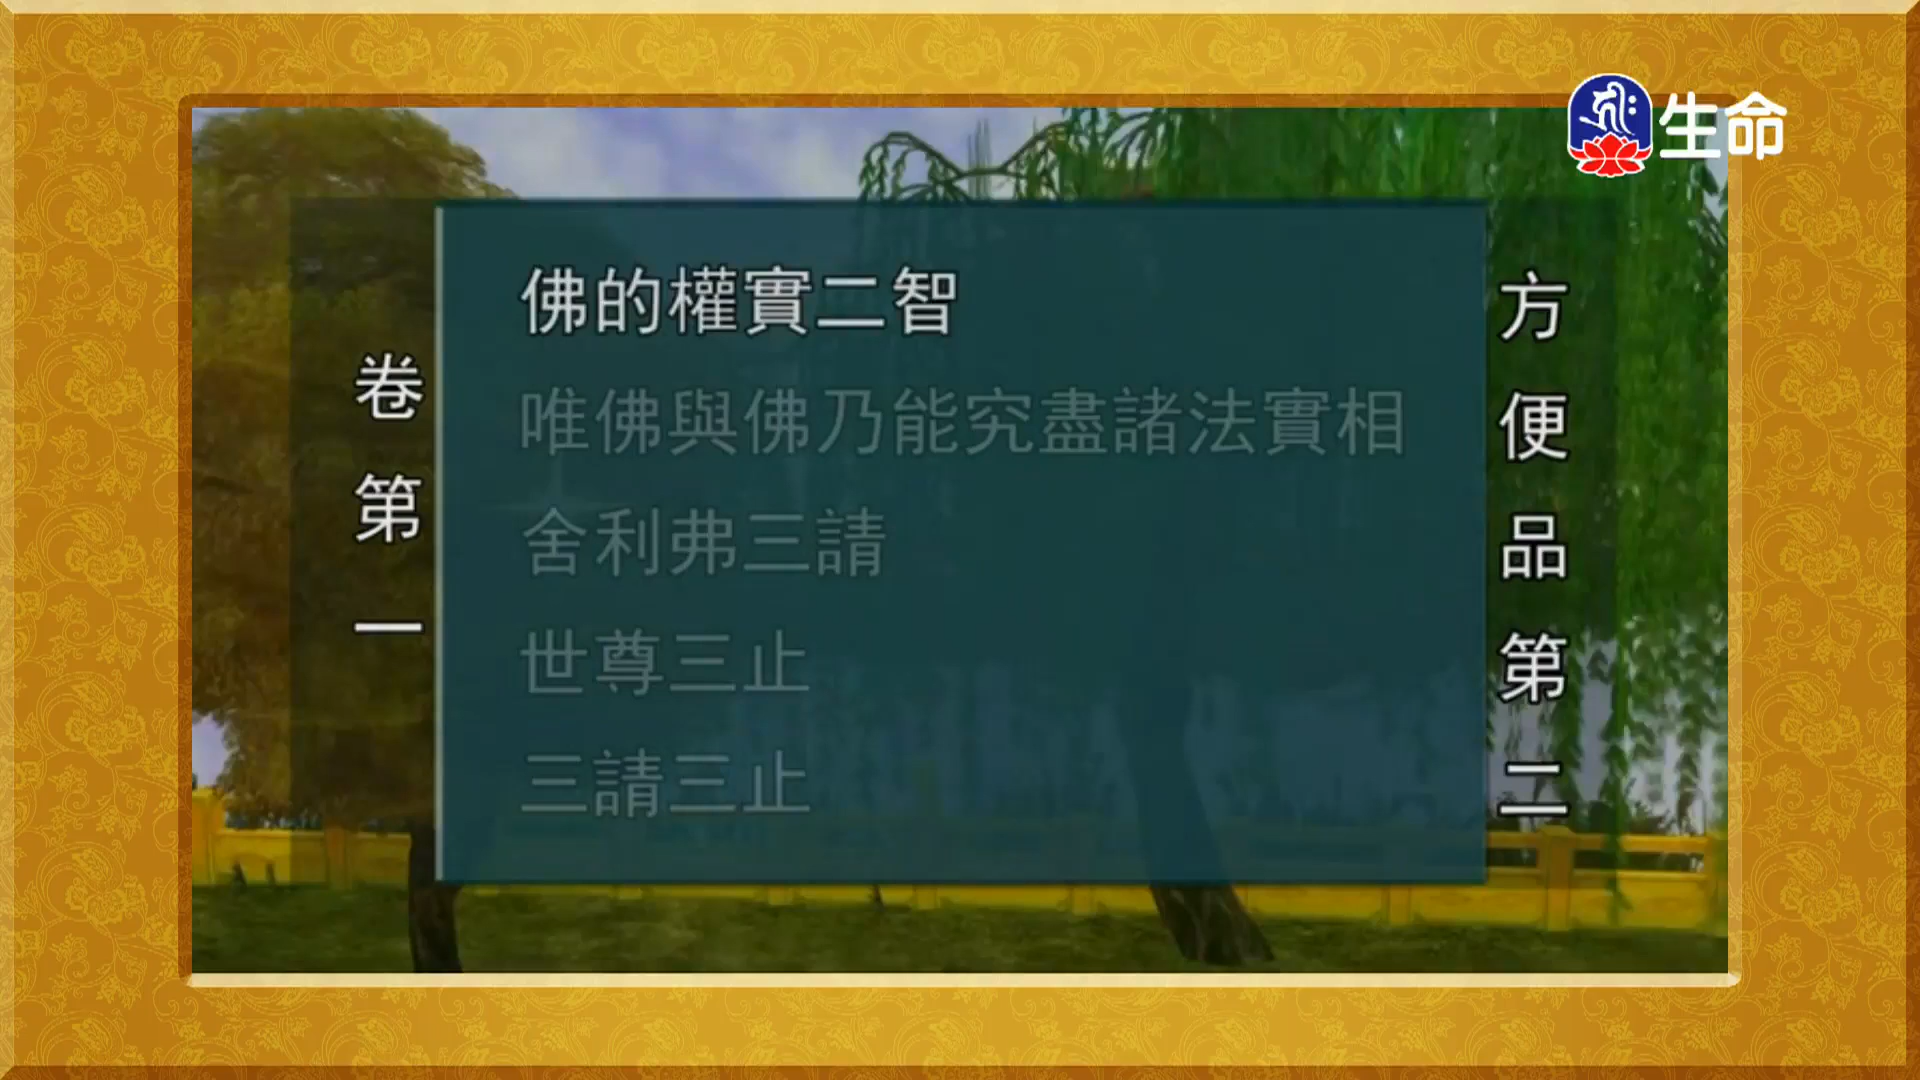 生命
方便品第二
佛的權實二智
唯佛與佛乃能究盡諸法實相
舍利弗三請
世尊三止
三請三止
卷第一